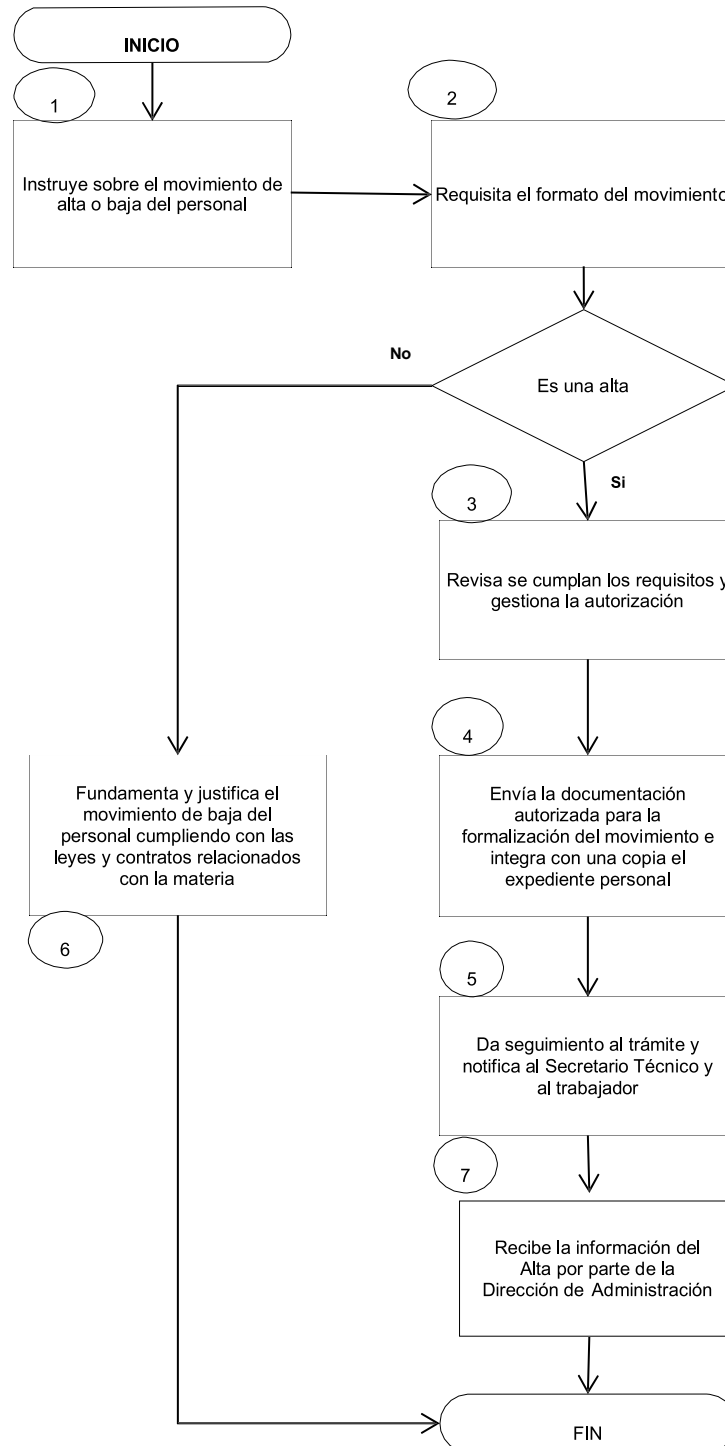 INICIO
1
Instruye sobre el movimiento de
alta o baja del personal
2
Requisita el formato del movimiento
Es una alta
No
Si
3
Revisa se cumplan los requisitos y
gestiona la autorización
4
Envía la documentación
autorizada para la
formalización del movimiento e
integra con una copia el
expediente personal
Fundamenta y justifica el
movimiento de baja del
personal cumpliendo con las
leyes y contratos relacionados
con la materia
6
5
Da seguimiento al trámite y
notifica al Secretario Técnico y
al trabajador
7
Recibe la información del
Alta por parte de la
Dirección de Administración
FIN